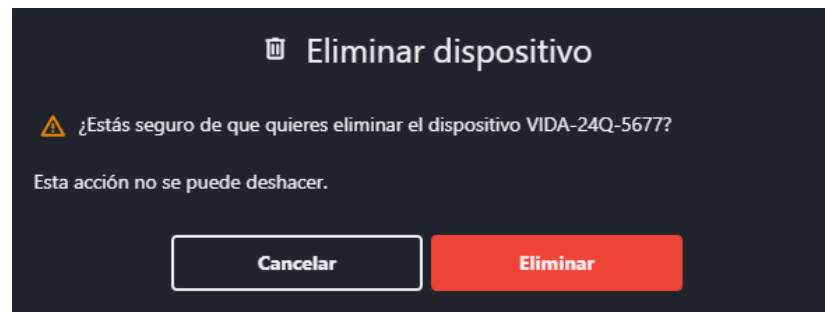 Eliminar dispositivo
¿Estás seguro de que quieres eliminar el dispositivo VIDA-24Q-5677?
Esta acción no se puede deshacer.
Cancelar
Eliminar